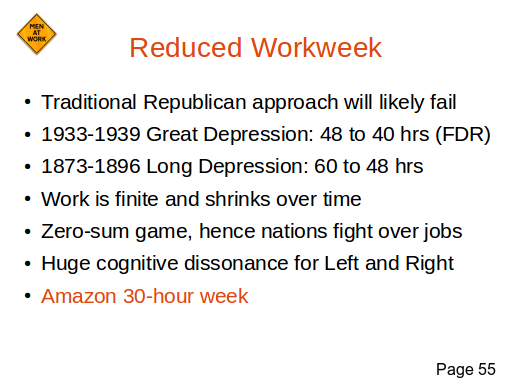 MEN
AT
WORK
Reduced Workweek
• Traditional Republican approach will likely fail
• 1933-1939 Great Depression: 48 to 40 hrs (FDR)
• 1873-1896 Long Depression: 60 to 48 hrs
• Work is finite and shrinks over time
• Zero-sum game, hence nations fight over jobs
• Huge cognitive dissonance for Left and Right
• Amazon 30-hour week
Page 55